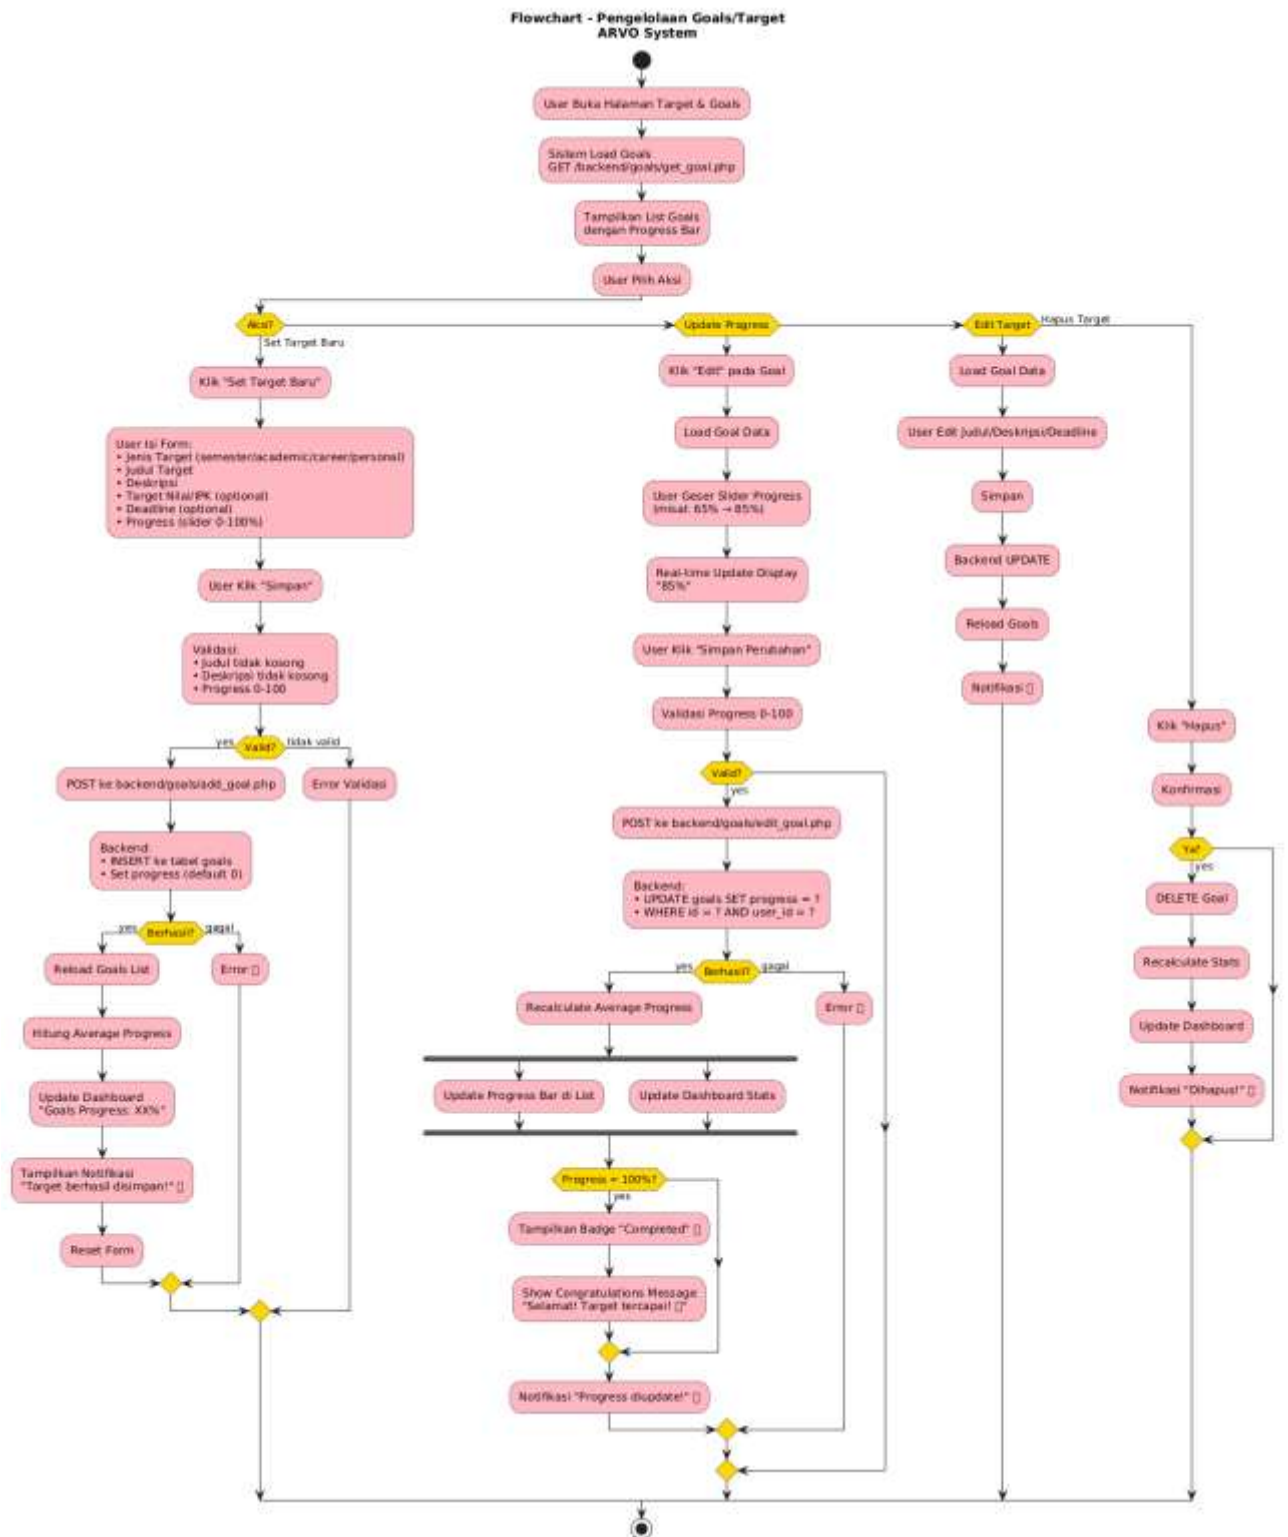 Flowchart - Pengelolaan Goals/Target
ARVO System
User Buka Halaman Target & Goals
Sistem Load Goals
GET /backend/goals/get_goal.php
Tampilkan List Goals
dengan Progress Bar
User Pilih Aksi
Aksi?
Set Target Baru
Klik "Set Target Baru"
User Isi Form:
• Jenis Target (semester/academic/career/personal)
• Judul Target
• Deskripsi
• Target Nilai/IPK (optional)
• Deadline (optional)
• Progress (slider 0-100%)
User Klik "Simpan"
Validasi:
• Judul tidak kosong
• Deskripsi tidak kosong
• Progress 0-100
Valid?
yes
tidak valid
POST ke backend/goals/add_goal.php
Error Validasi
Backend:
• INSERT ke tabel goals
• Set progress (default 0)
Berhasil?
yes
gagal
Reload Goals List
Error
Hitung Average Progress
Update Dashboard
"Goals Progress: XX%"
Tampilkan Notifikasi
"Target berhasil disimpan!"
Reset Form
Update Progress
Klik "Edit" pada Goal
Load Goal Data
User Geser Slider Progress
(misal: 65% → 85%)
Real-time Update Display
"85%"
User Klik "Simpan Perubahan"
Validasi Progress 0-100
Valid?
yes
POST ke backend/goals/edit_goal.php
Backend:
• UPDATE goals SET progress = ?
• WHERE id = ? AND user_id = ?
Berhasil?
yes
gagal
Recalculate Average Progress
Error
Update Progress Bar di List
Update Dashboard Stats
Progress = 100%?
yes
Tampilkan Badge "Completed"
Show Congratulations Message
"Selamat! Target tercapai!"
Notifikasi "Progress diupdate!"
Edit Target
Load Goal Data
User Edit Judul/Deskripsi/Deadline
Simpan
Backend UPDATE
Reload Goals
Notifikasi
Hapus Target
Klik "Hapus"
Konfirmasi
Ya?
yes
DELETE Goal
Recalculate Stats
Update Dashboard
Notifikasi "Dihapus!"